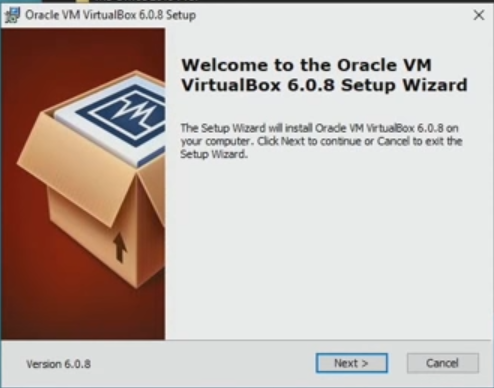 Oracle VM VirtualBox 6.0.8 Setup
Welcome to the Oracle VM
VirtualBox 6.0.8 Setup Wizard
The Setup Wizard will install Oracle VM VirtualBox 6.0.8 on
your computer. Click Next to continue or Cancel to exit the
Setup Wizard.
Version 6.0.8
Next >
Cancel